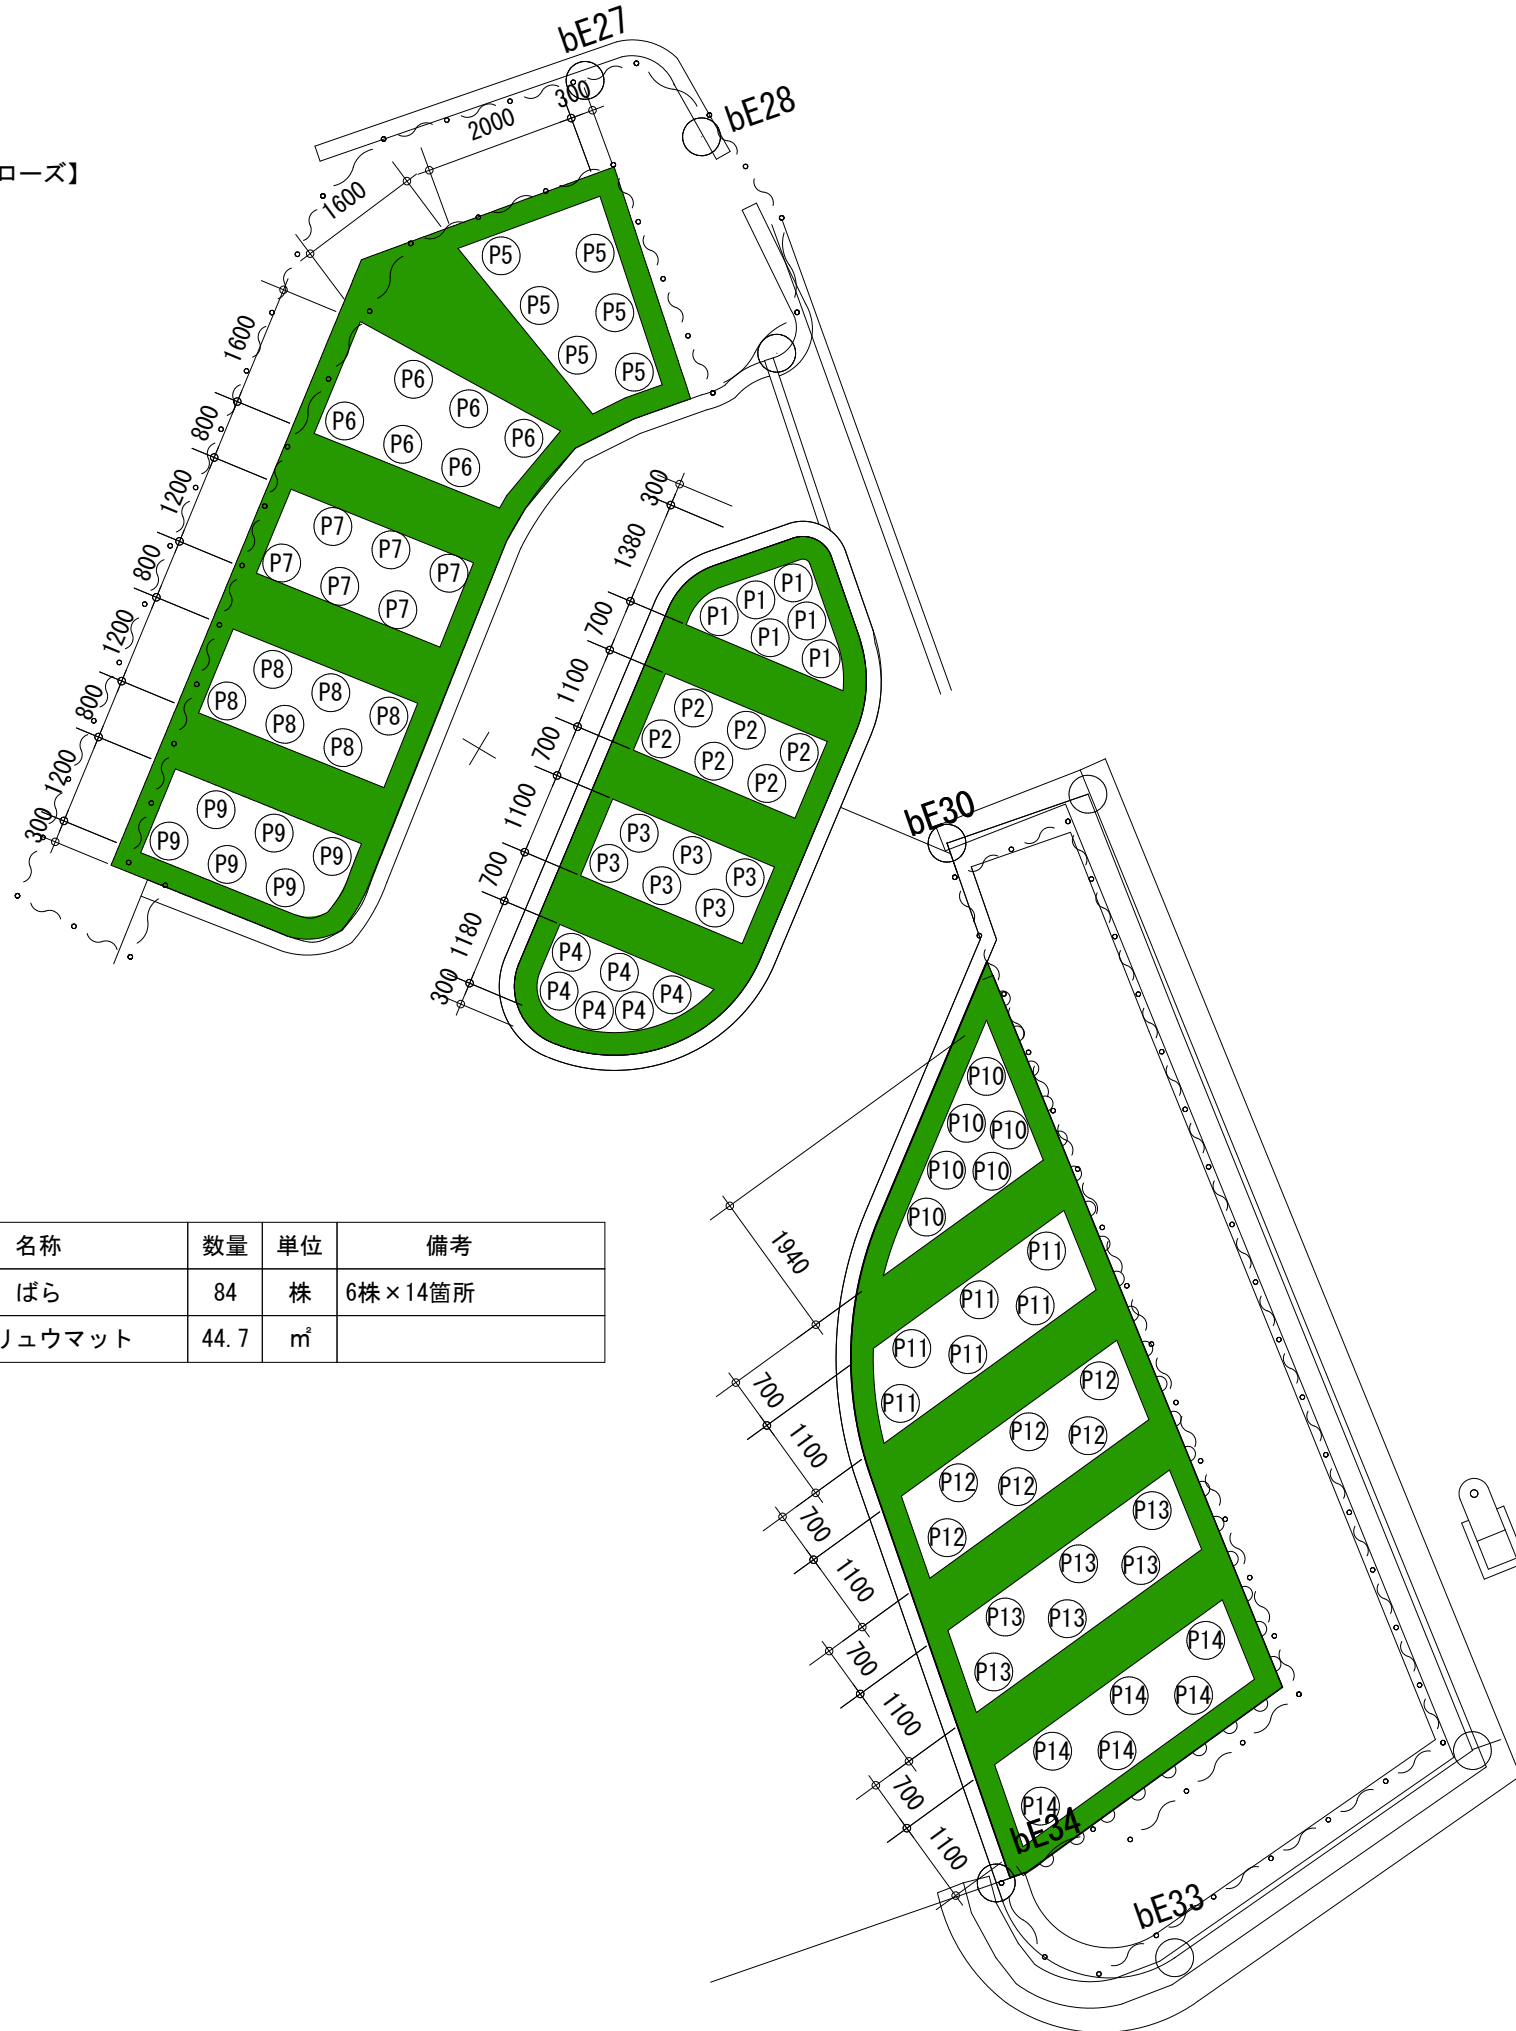 bE27
bE28
ローズ】
300
2000
1600
1600
800
1200
800
1200
800
1200
300
P5 P5
P5 P5
P5 P5
P6 P6 P6
P6 P6 P6
P7 P7 P7
P7 P7 P7
P8 P8 P8
P8 P8 P8
P9 P9 P9
P9 P9 P9
300
1380
700
1100
700
1100
700
1180
300
P1 P1 P1
P1 P1 P1
P2 P2 P2
P2 P2 P2
P3 P3 P3
P3 P3 P3
P4 P4 P4
P4 P4 P4
bE30
P10
P10 P10
P10 P10
P10
P11
P11 P11
P11 P11
P11
P12
P12 P12
P12 P12
P12
P13
P13 P13
P13 P13
P13
P14
P14 P14
P14 P14
P14
1940
700
1100
700
1100
700
1100
700
1100
bE34
bE33
名称 数量 単位 備考
ばら 84 株 6株×14箇所
リュウマット 44.7 ㎡